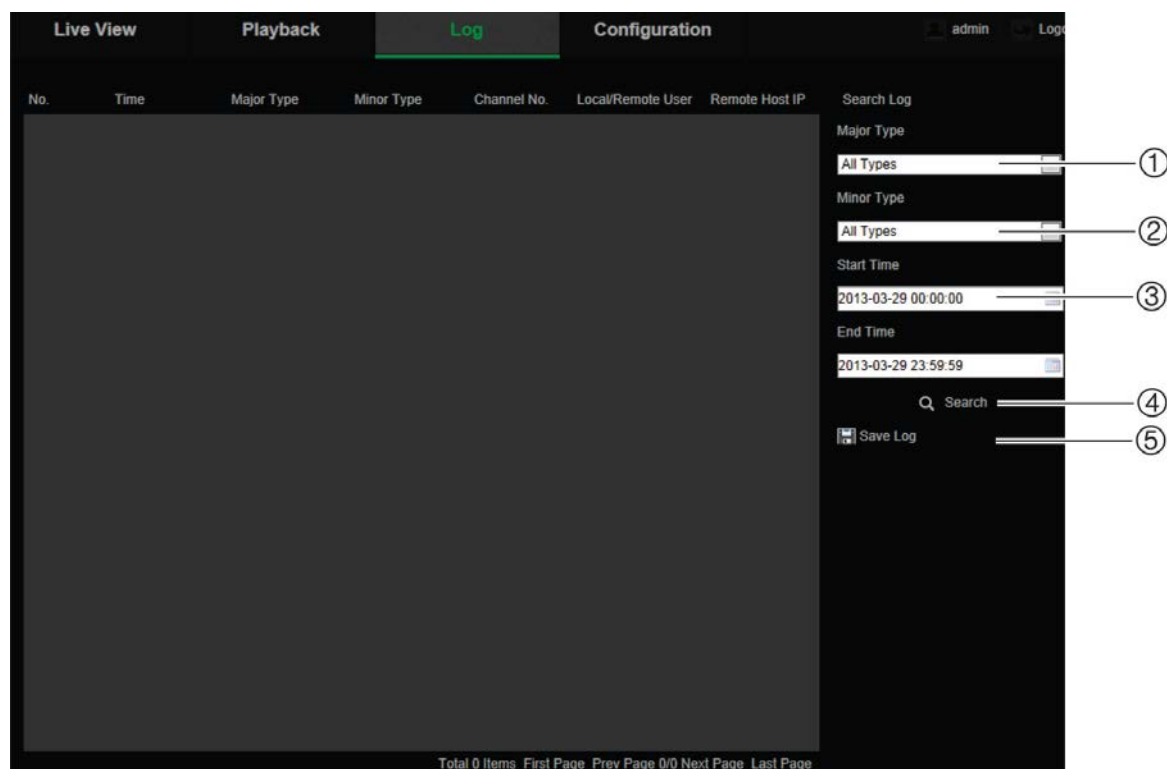 Live View Playback Log Configuration admin
No. Time Major Type Minor Type Channel No. Local/Remote User Remote Host IP Search Log
Major Type
All Types ①
Minor Type
All Types ②
Start Time
2013-03-29 00:00:00 ③
End Time
2013-03-29 23:59:59
Search ④
Save Log ⑤
Total 0 Items First Page Prev Page 0/0 Next Page Last Page